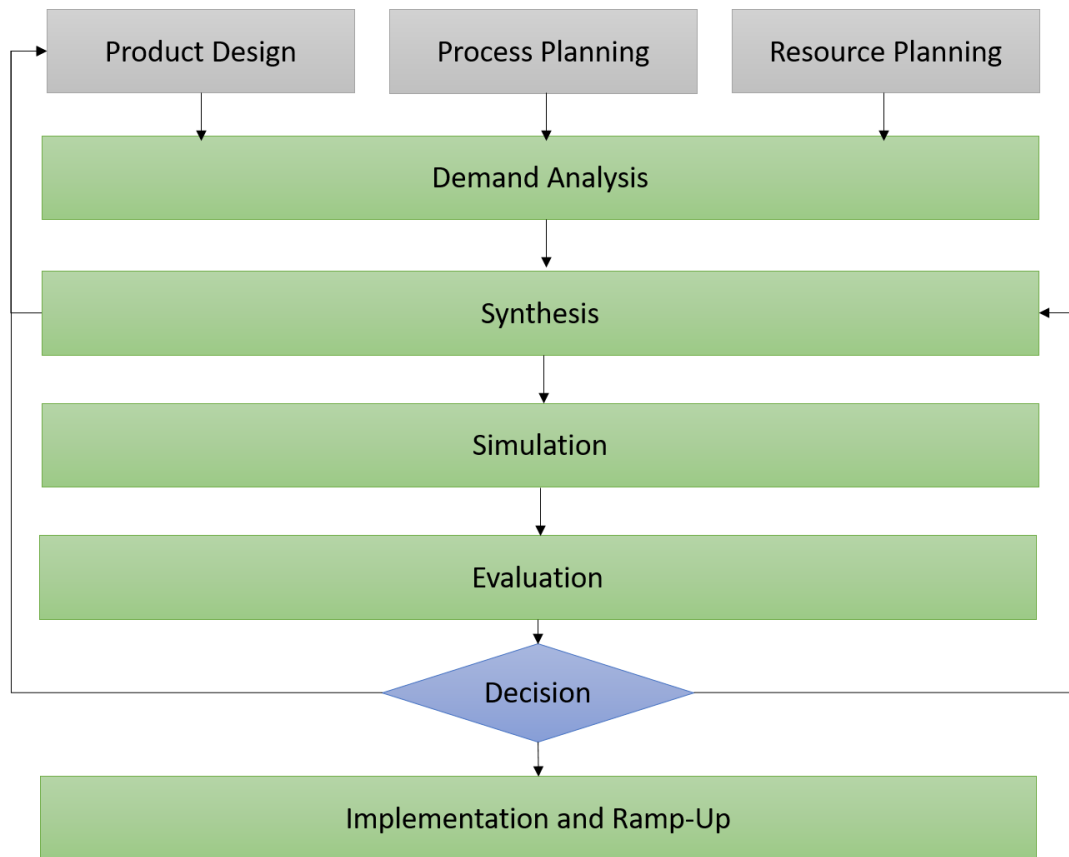 Product Design
Process Planning
Resource Planning
Demand Analysis
Synthesis
Simulation
Evaluation
Decision
Implementation and Ramp-Up